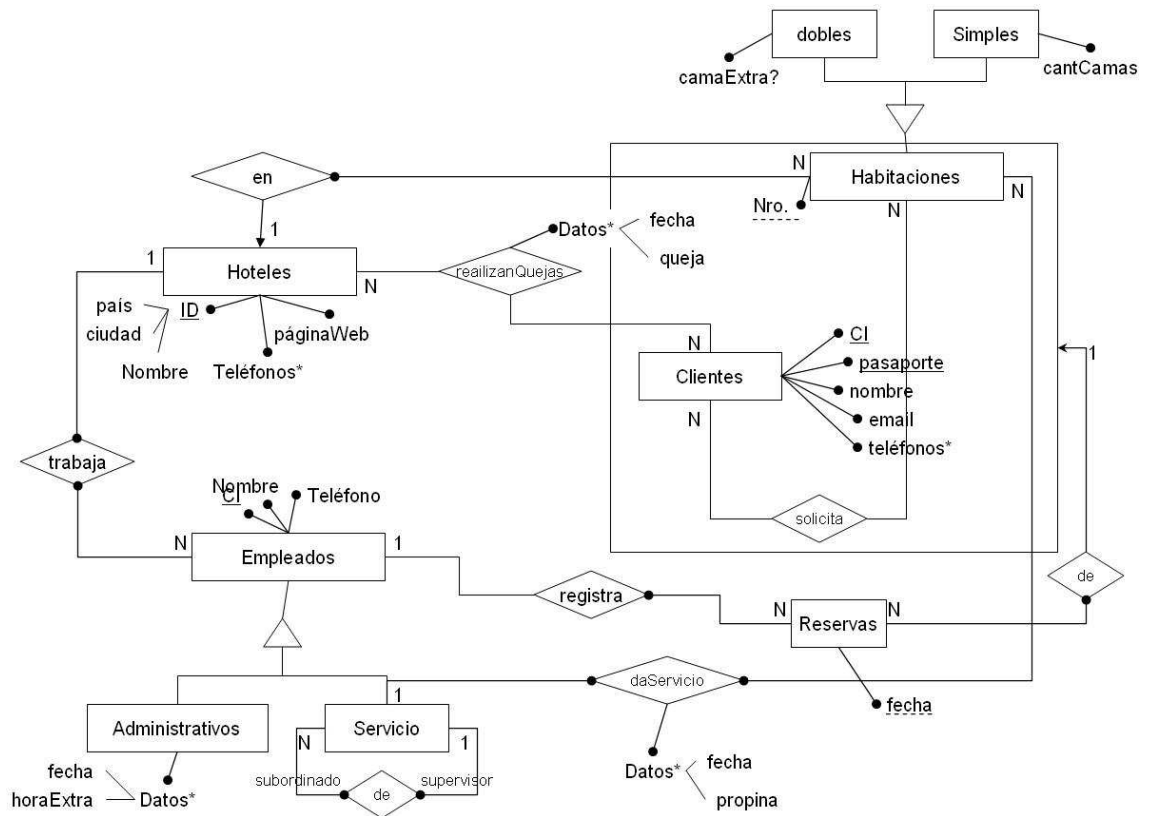 dobles
Simples
camaExtra?
cantCamas
en
N
Habitaciones
N
Nro.
N
1
Datos*
fecha
queja
1
Hoteles
N
reailizanQuejas
país
ciudad
Nombre
ID
páginaWeb
Teléfonos*
N
Clientes
N
CI
pasaporte
nombre
email
teléfonos*
1
trabaja
Nombre
CI
Teléfono
solicita
N
Empleados
1
de
registra
N
Reservas
N
daServicio
fecha
1
Administrativos
N
Servicio
1
subordinado
de
supervisor
fecha
horaExtra
Datos*
Datos*
fecha
propina